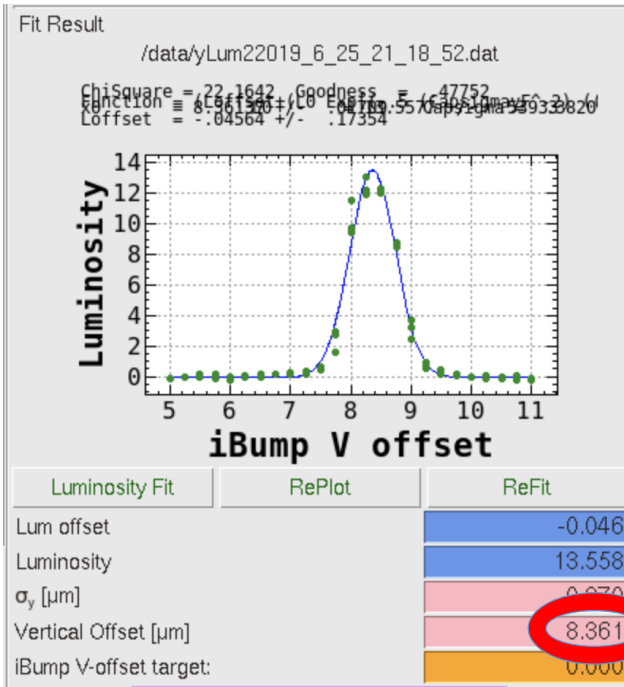 Fit Result
/data/yLum22019_6_25_21_18_52.dat
ChiSquare = 22.1642 Goodness = .47752
Loffset = -.04564 +/- .17354
14
12
10
8
6
4
2
0
Luminosity
5 6 7 8 9 10 11
iBump V offset
Luminosity Fit RePlot ReFit
Lum offset -0.046
Luminosity 13.558
σy [μm]
Vertical Offset [μm] 8.361
iBump V-offset target: 0.000